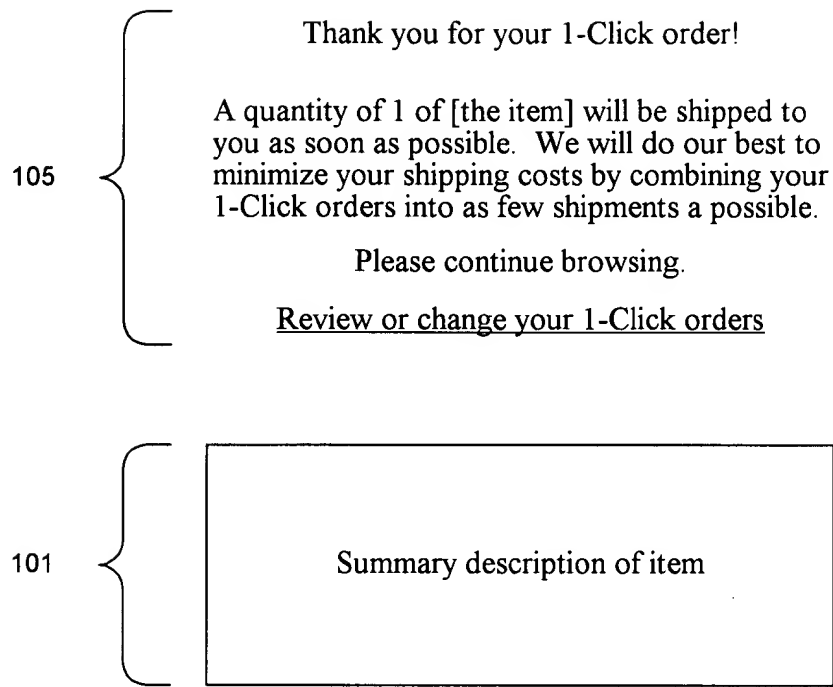 Thank you for your 1-Click order!
A quantity of 1 of [the item] will be shipped to
you as soon as possible. We will do our best to
105
minimize your shipping costs by combining your
1-Click orders into as few shipments a possible.
Please continue browsing.
Review or change your 1-Click orders
101
Summary description of item